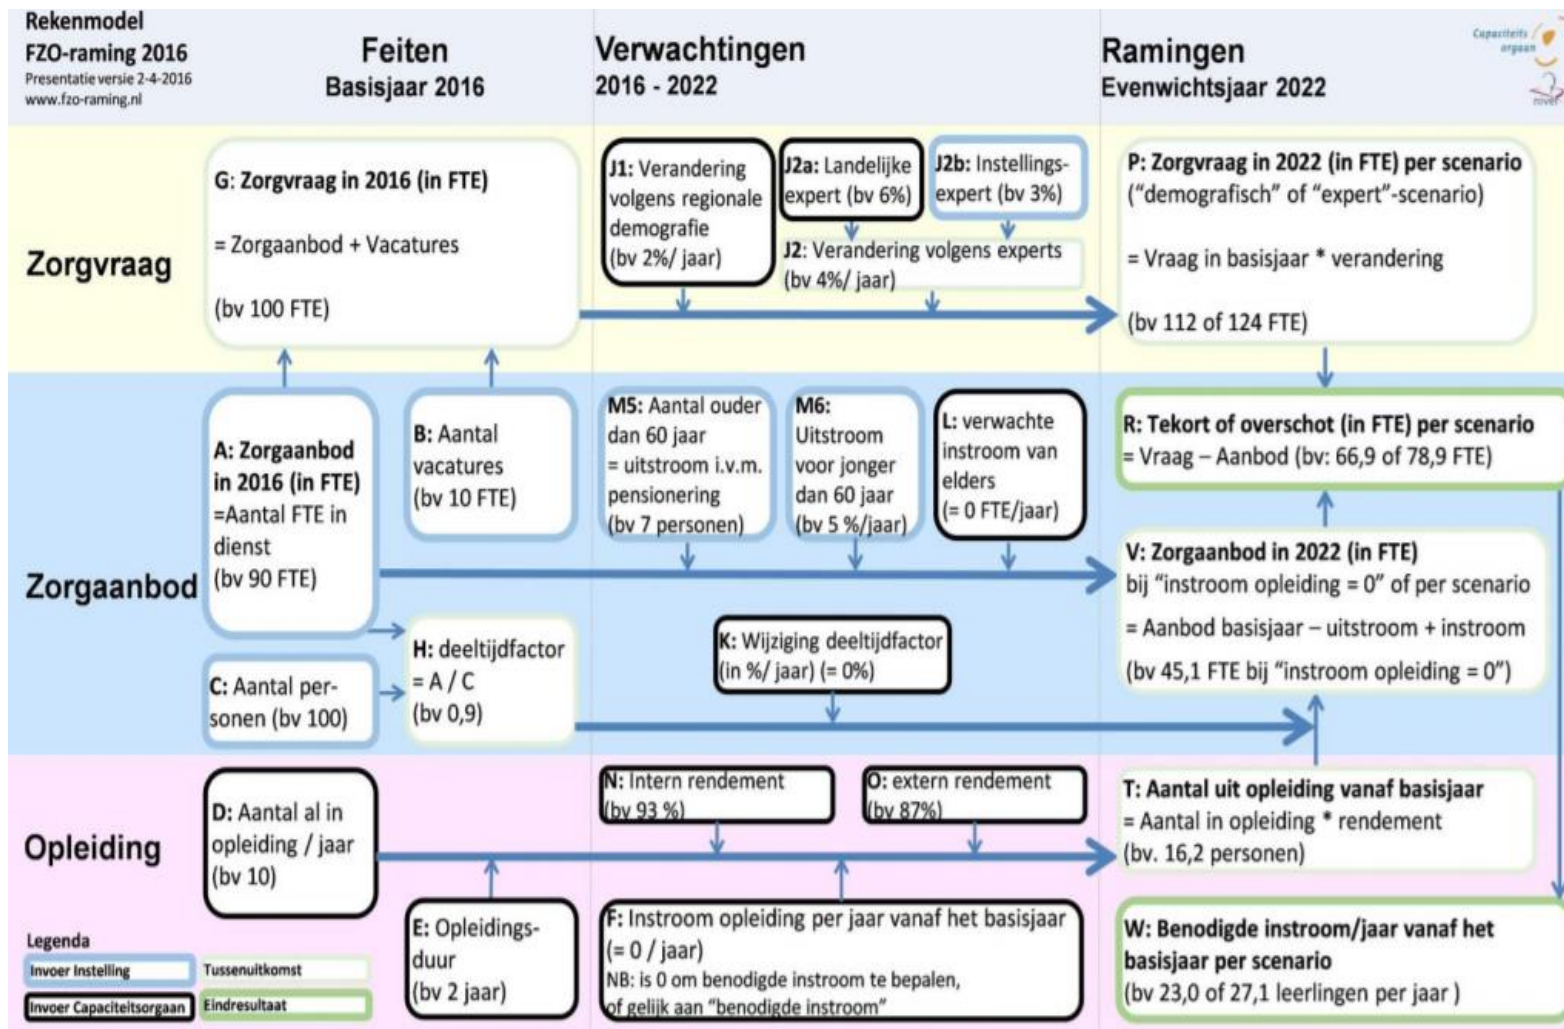 Rekenmodel
FZO-raming 2016
Presentatie versie 2-4-2016
www.fzo-raming.nl
Feiten
Basisjaar 2016
Verwachtingen
2016 - 2022
Ramingen
Evenwichtsjaar 2022
Capaciteits
orgaan
Zorgvraag
G: Zorgvraag in 2016 (in FTE)
= Zorgaanbod + Vacatures
(bv 100 FTE)
J1: Verandering
volgens regionale
demografie
(bv 2%/ jaar)
J2a: Landelijke
expert (bv 6%)
J2b: Instellings-
expert (bv 3%)
J2: Verandering volgens experts
(bv 4%/ jaar)
P: Zorgvraag in 2022 (in FTE) per scenario
(“demografisch” of “expert”-scenario)
= Vraag in basisjaar * verandering
(bv 112 of 124 FTE)
Zorgaanbod
A: Zorgaanbod
in 2016 (in FTE)
=Aantal FTE in
dienst
(bv 90 FTE)
B: Aantal
vacatures
(bv 10 FTE)
C: Aantal per-
sonen (bv 100)
H: deeltijdfactor
= A / C
(bv 0,9)
M5: Aantal ouder
dan 60 jaar
= uitstroom i.v.m.
pensionering
(bv 7 personen)
M6:
Uitstroom
voor jonger
dan 60 jaar
(bv 5 %/jaar)
L: verwachte
instroom van
elders
(= 0 FTE/jaar)
K: Wijziging deeltijdfactor
(in %/ jaar) (= 0%)
R: Tekort of overschot (in FTE) per scenario
= Vraag – Aanbod (bv: 66,9 of 78,9 FTE)
V: Zorgaanbod in 2022 (in FTE)
bij “instroom opleiding = 0” of per scenario
= Aanbod basisjaar – uitstroom + instroom
(bv 45,1 FTE bij “instroom opleiding = 0”)
Opleiding
D: Aantal al in
opleiding / jaar
(bv 10)
E: Opleidings-
duur
(bv 2 jaar)
N: Intern rendement
(bv 93 %)
O: extern rendement
(bv 87%)
F: Instroom opleiding per jaar vanaf het basisjaar
(= 0 / jaar)
NB: is 0 om benodigde instroom te bepalen,
of gelijk aan “benodigde instroom”
T: Aantal uit opleiding vanaf basisjaar
= Aantal in opleiding * rendement
(bv. 16,2 personen)
W: Benodigde instroom/jaar vanaf het
basisjaar per scenario
(bv 23,0 of 27,1 leerlingen per jaar )
Legenda
Invoer Instelling
Tussenuitkomst
Invoer Capaciteitsorgaan
Eindresultaat